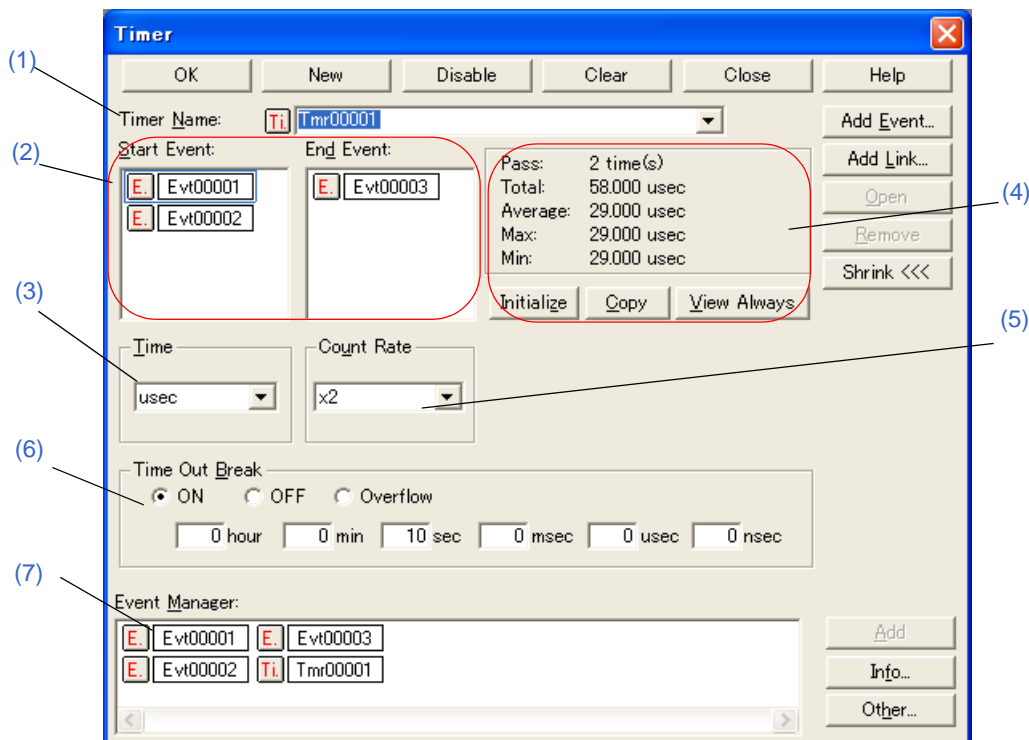 Timer
OK New Disable Clear Close Help
(1)
Timer Name: Ti. Tmr00001 Add Event...
(2)
Start Event: End Event:
E. Evt00001 E. Evt00003
E. Evt00002
Pass: 2 time(s)
Total: 58.000 usec
Average: 29.000 usec
Max: 29.000 usec
Min: 29.000 usec
Add Link...
Open
Remove
Shrink <<<
(4)
Initialize Copy View Always
(3)
(5)
Time Count Rate
usec x2
(6)
Time Out Break
ON OFF Overflow
0 hour 0 min 10 sec 0 msec 0 usec 0 nsec
(7)
Event Manager:
E. Evt00001 E. Evt00003
E. Evt00002 Ti. Tmr00001
Add
Info...
Other...